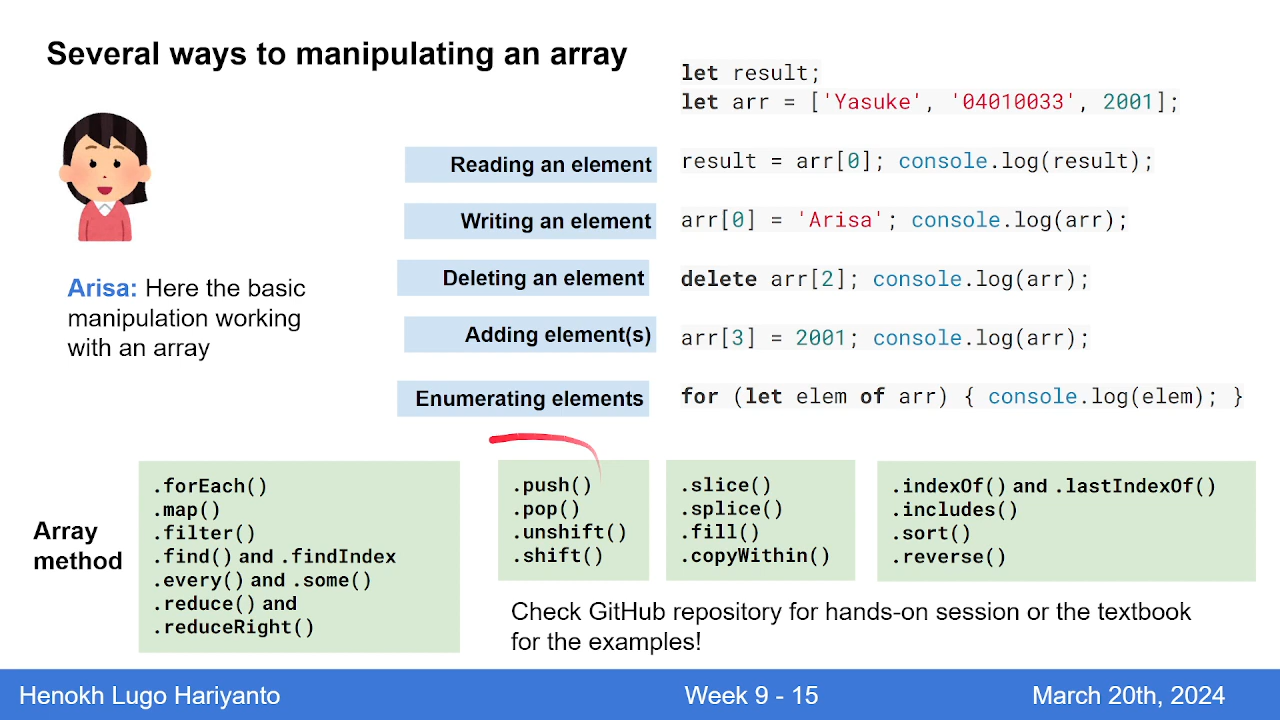 Several ways to manipulating an array
let result;
let arr = ['Yasuke', '04010033', 2001];
Reading an element
result = arr[0]; console.log(result);
Writing an element
arr[0] = 'Arisa'; console.log(arr);
Deleting an element
delete arr[2]; console.log(arr);
Adding element(s)
arr[3] = 2001; console.log(arr);
Enumerating elements
for (let elem of arr) { console.log(elem); }
Arisa: Here the basic
manipulation working
with an array
Array
method
.forEach()
.map()
.filter()
.find() and .findIndex
.every() and .some()
.reduce() and
.reduceRight()
.push()
.pop()
.unshift()
.shift()
.slice()
.splice()
.fill()
.copyWithin()
.indexOf() and .lastIndexOf()
.includes()
.sort()
.reverse()
Check GitHub repository for hands-on session or the textbook
for the examples!
Henokh Lugo Hariyanto
Week 9 - 15
March 20th, 2024